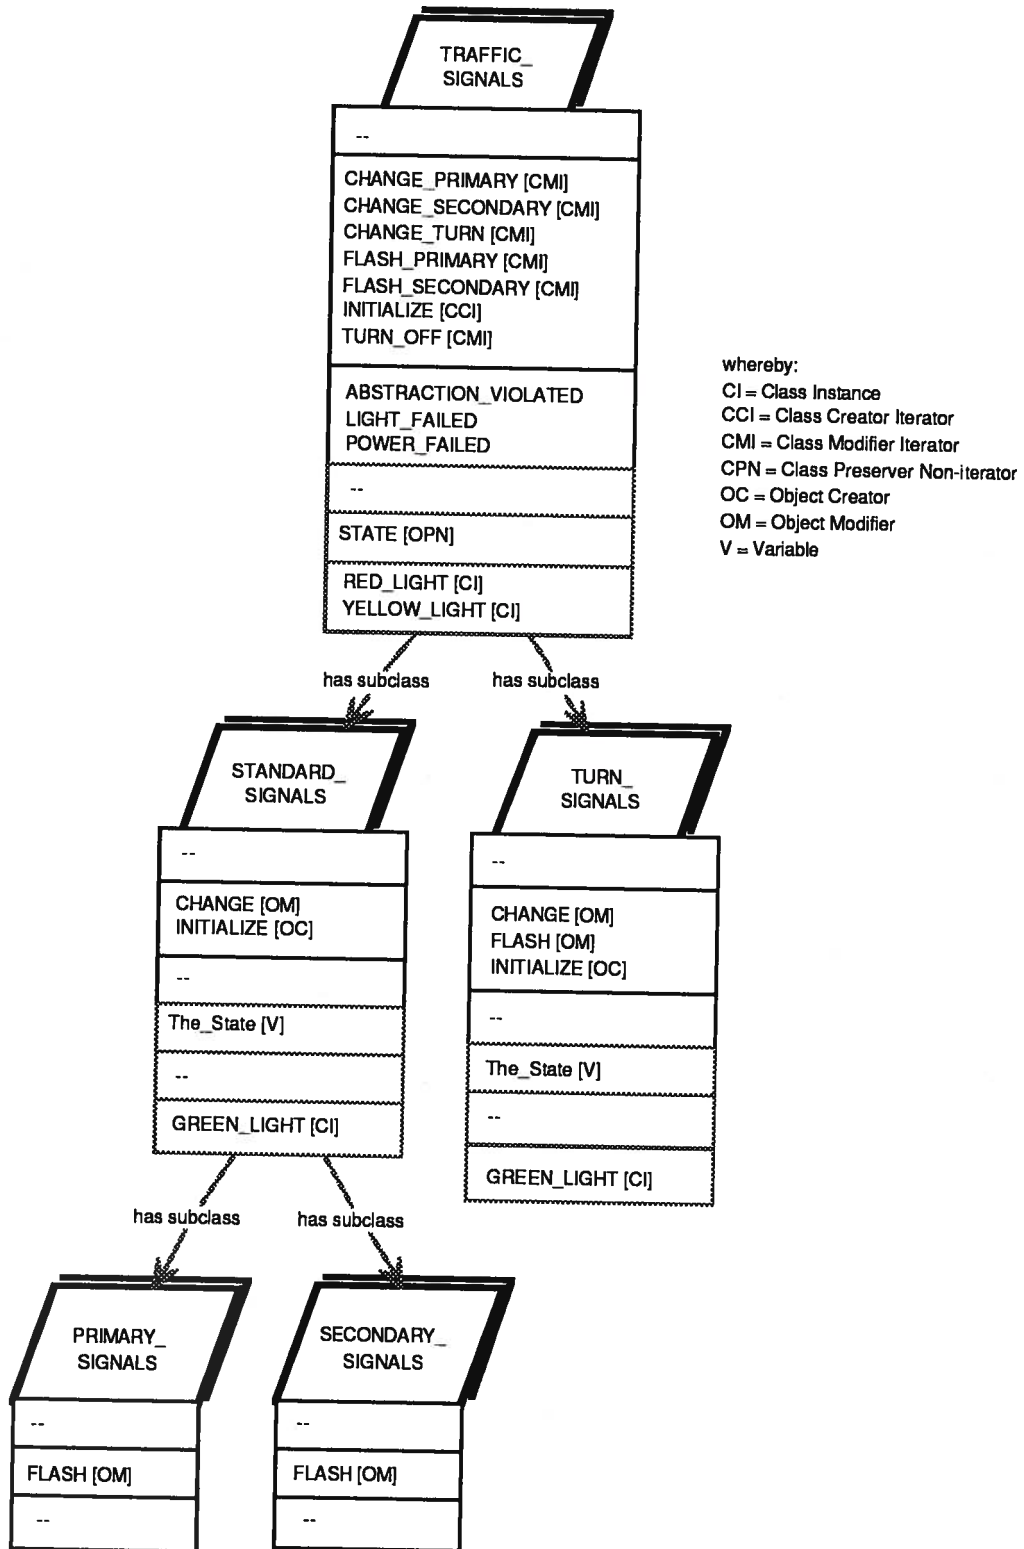 TRAFFIC_
SIGNALS
--
CHANGE_PRIMARY [CMI]
CHANGE_SECONDARY [CMI]
CHANGE_TURN [CMI]
FLASH_PRIMARY [CMI]
FLASH_SECONDARY [CMI]
INITIALIZE [CCI]
TURN_OFF [CMI]
ABSTRACTION_VIOLATED
LIGHT_FAILED
POWER_FAILED
--
STATE [OPN]
RED_LIGHT [CI]
YELLOW_LIGHT [CI]
whereby:
CI = Class Instance
CCI = Class Creator Iterator
CMI = Class Modifier Iterator
CPN = Class Preserver Non-iterator
OC = Object Creator
OM = Object Modifier
V = Variable
has subclass
has subclass
STANDARD_
SIGNALS
--
CHANGE [OM]
INITIALIZE [OC]
--
The_State [V]
--
GREEN_LIGHT [CI]
TURN_
SIGNALS
--
CHANGE [OM]
FLASH [OM]
INITIALIZE [OC]
--
The_State [V]
--
GREEN_LIGHT [CI]
has subclass
has subclass
PRIMARY_
SIGNALS
--
FLASH [OM]
--
SECONDARY_
SIGNALS
--
FLASH [OM]
--